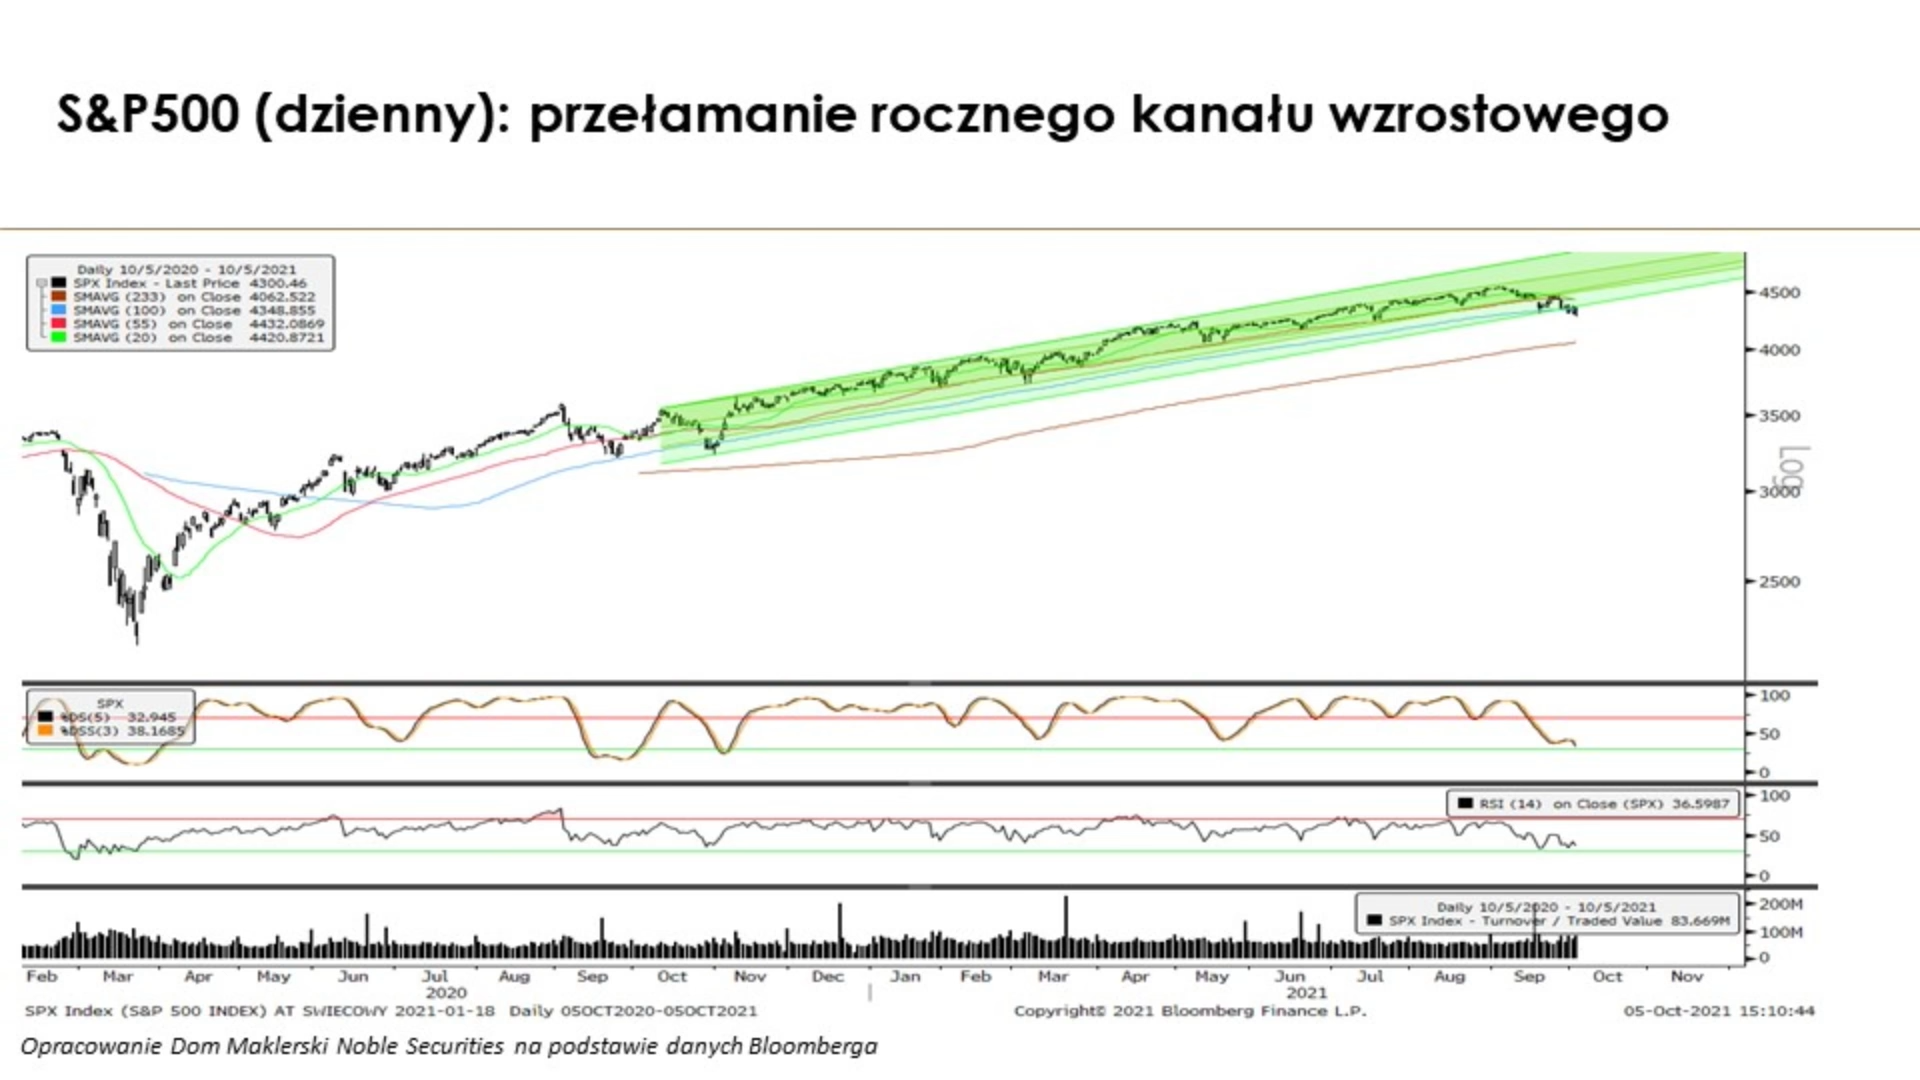 S&P500 (dzienny): przełamanie rocznego kanału wzrostowego
Daily 10/5/2020 - 10/5/2021
SPX Index - Last Price 4300.46
SMAVG (233) on Close 4062.522
SMAVG (100) on Close 4348.855
SMAVG (55) on Close 4432.0869
SMAVG (20) on Close 4420.8721
4500
4000
3500
3000
2500
Log
SPX
%DS(5) 32.945
%DSS(3) 38.1685
100
50
0
RSI (14) on Close (SPX) 36.5987
100
50
0
Daily 10/5/2020 - 10/5/2021
SPX Index - Turnover / Traded Value 83.669M
200M
100M
0
Feb Mar Apr May Jun Jul Aug Sep Oct Nov Dec Jan Feb Mar Apr May Jun Jul Aug Sep Oct Nov
2020 2021
SPX Index (S&P 500 INDEX) AT SWIECOWY 2021-01-18 Daily 05OCT2020-05OCT2021 Copyright© 2021 Bloomberg Finance L.P. 05-Oct-2021 15:10:44
Opracowanie Dom Maklerski Noble Securities na podstawie danych Bloomberga